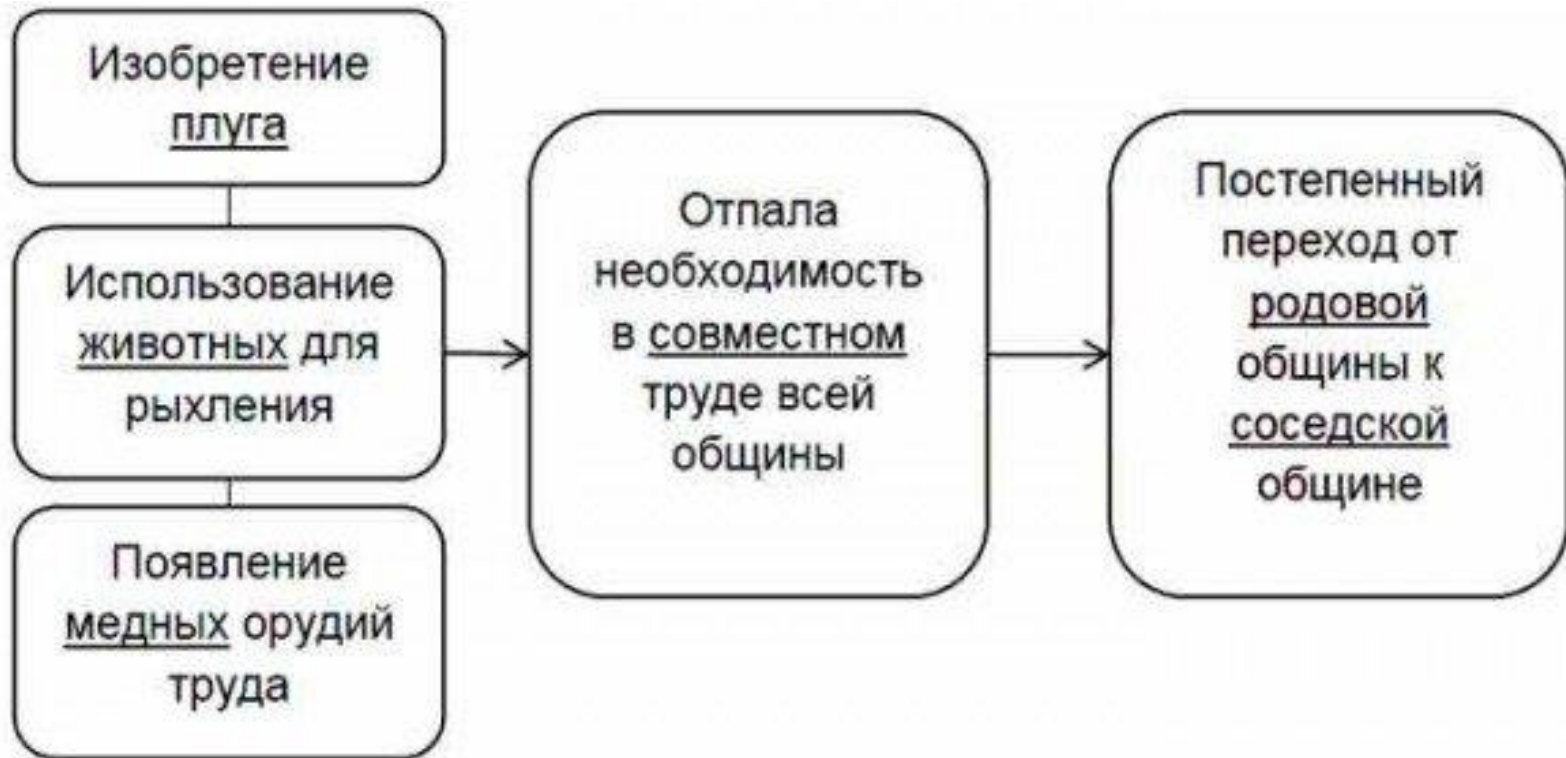 Изобретение
плуга
Использование
животных для
рыхления
Появление
медных орудий
труда
Отпала
необходимость
в совместном
труде всей
общины
Постепенный
переход от
родовой
общины к
соседской
общине